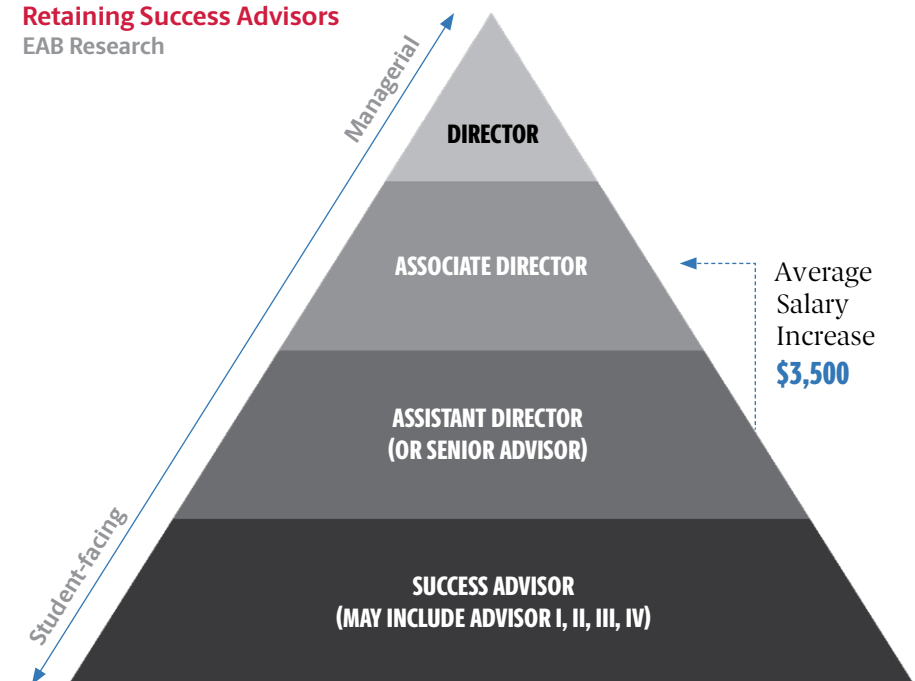 Retaining Success Advisors
EAB Research
Managerial
DIRECTOR
ASSOCIATE DIRECTOR
Average
Salary
Increase
$3,500
ASSISTANT DIRECTOR
(OR SENIOR ADVISOR)
Student-facing
SUCCESS ADVISOR
(MAY INCLUDE ADVISOR I, II, III, IV)